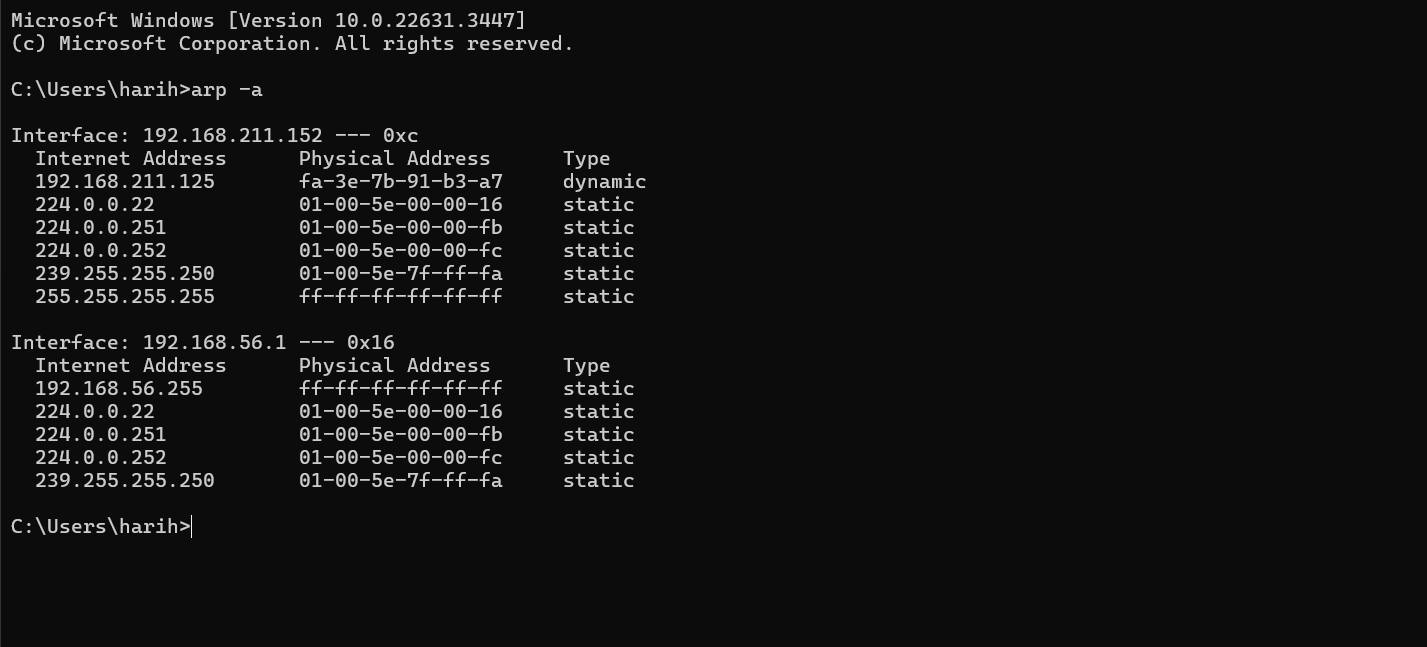 Microsoft Windows [Version 10.0.22631.3447]
(c) Microsoft Corporation. All rights reserved.

C:\Users\harih>arp -a

Interface: 192.168.211.152 --- 0xc
  Internet Address      Physical Address      Type
  192.168.211.125       fa-3e-7b-91-b3-a7     dynamic
  224.0.0.22            01-00-5e-00-00-16     static
  224.0.0.251           01-00-5e-00-00-fb     static
  224.0.0.252           01-00-5e-00-00-fc     static
  239.255.255.250       01-00-5e-7f-ff-fa     static
  255.255.255.255       ff-ff-ff-ff-ff-ff     static

Interface: 192.168.56.1 --- 0x16
  Internet Address      Physical Address      Type
  192.168.56.255        ff-ff-ff-ff-ff-ff     static
  224.0.0.22            01-00-5e-00-00-16     static
  224.0.0.251           01-00-5e-00-00-fb     static
  224.0.0.252           01-00-5e-00-00-fc     static
  239.255.255.250       01-00-5e-7f-ff-fa     static

C:\Users\harih>